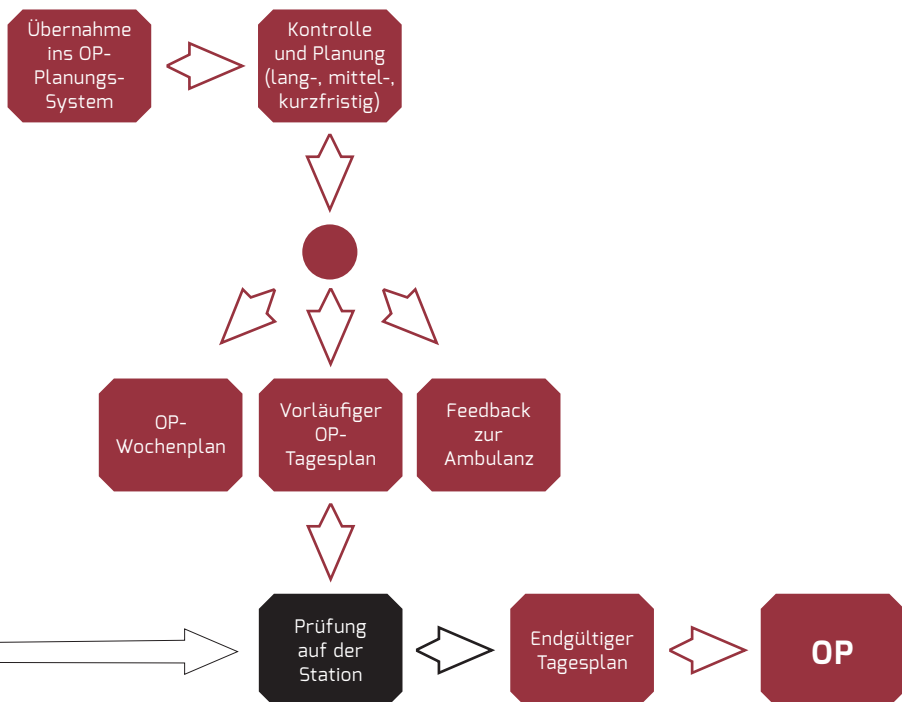 Übernahme
ins OP-
Planungs-
System
Kontrolle
und Planung
(lang-, mittel-,
kurzfristig)
OP-
Wochenplan
Vorläufiger
OP-
Tagesplan
Feedback
zur
Ambulanz
Prüfung
auf der
Station
Endgültiger
Tagesplan
OP